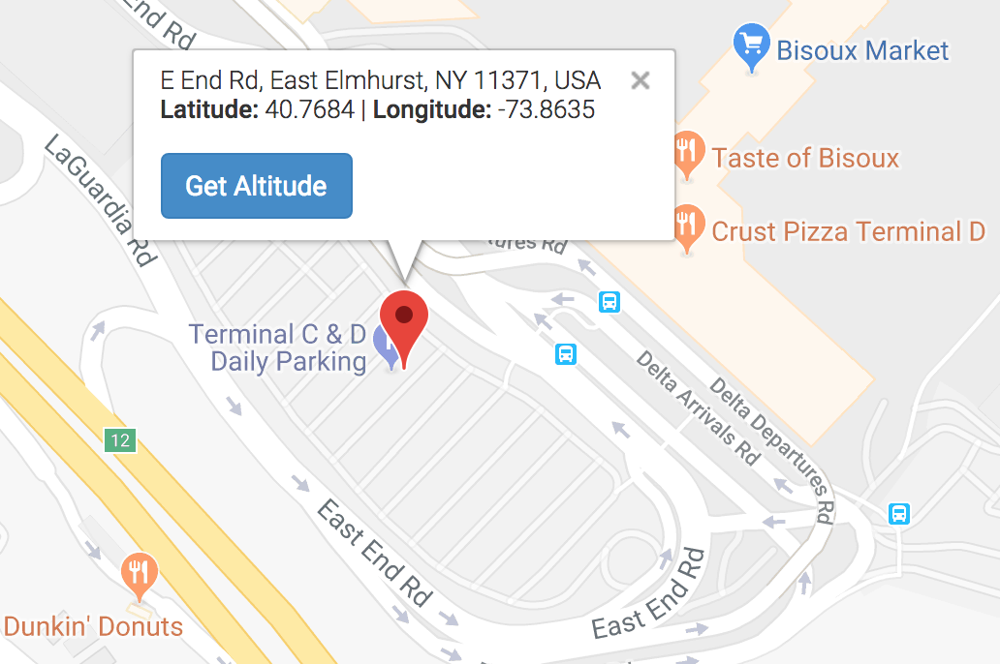 End Rd
Bisoux Market
E End Rd, East Elmhurst, NY 11371, USA
Latitude: 40.7684 | Longitude: -73.8635
Get Altitude
LaGuardia Rd
Taste of Bisoux
Crust Pizza Terminal D
Terminal C & D
Daily Parking
Delta Arrivals Rd
Delta Departures Rd
12
East End Rd
East End Rd
Dunkin' Donuts